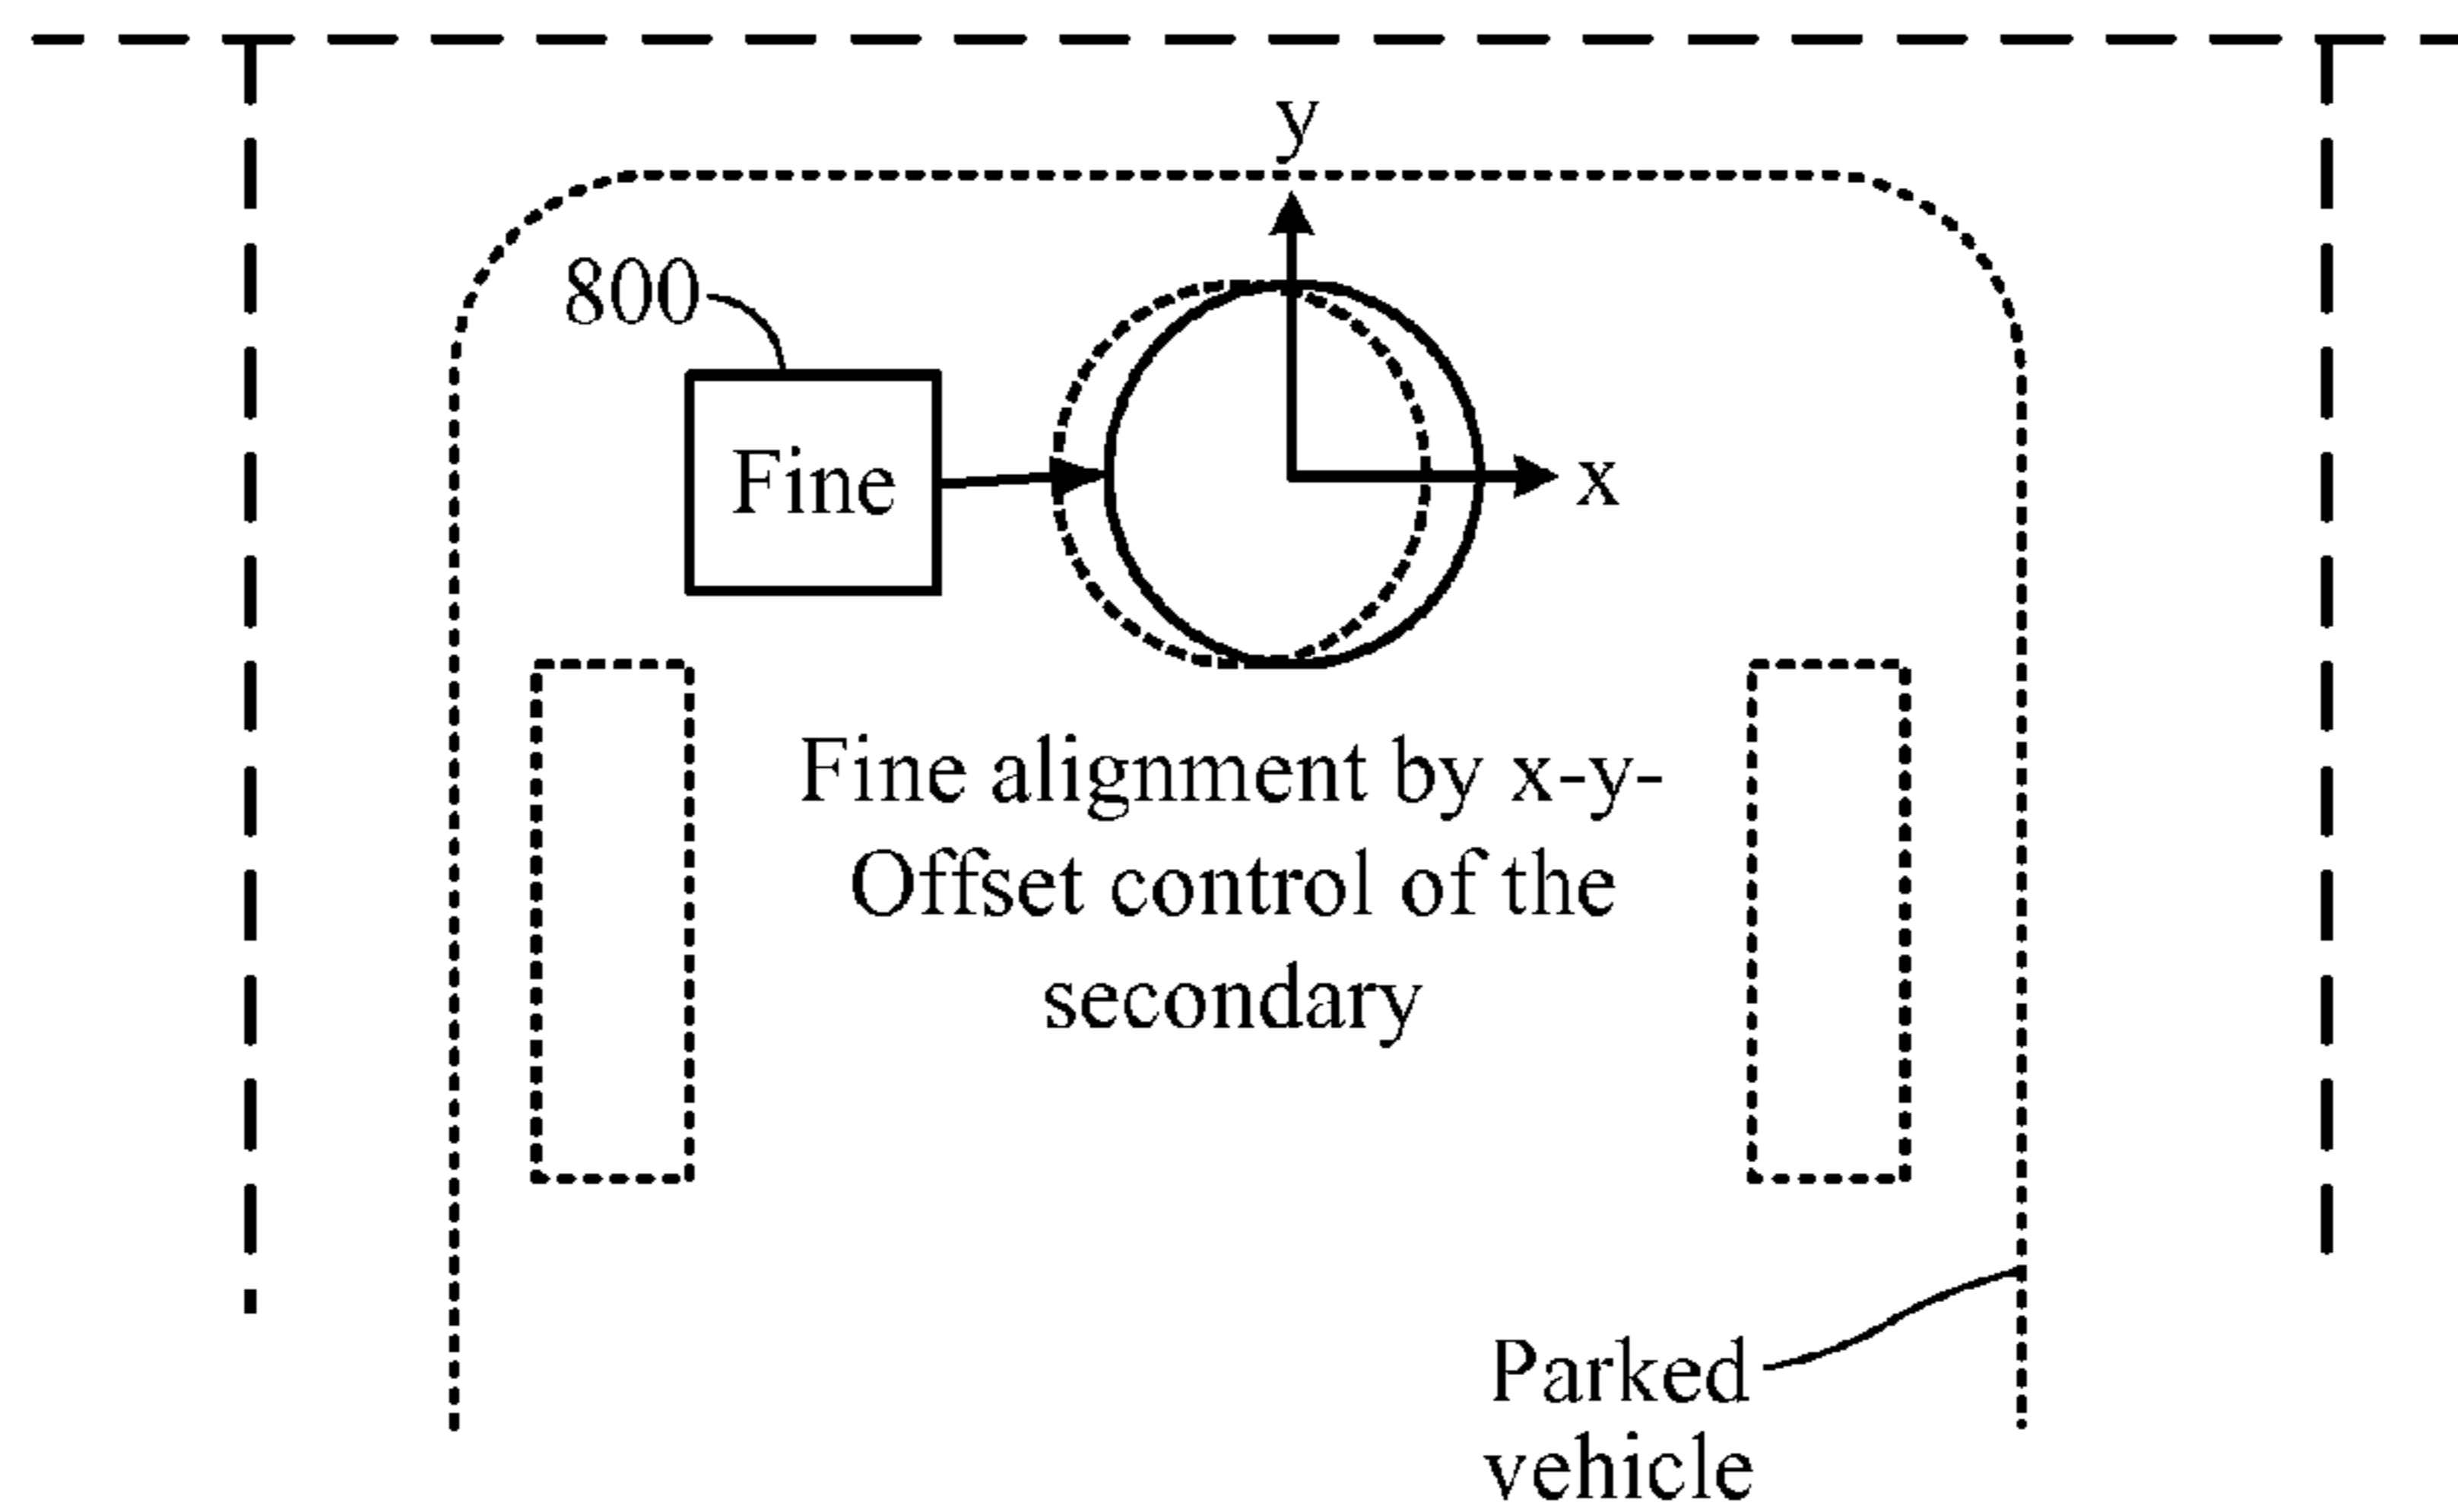 y
800
Fine
x
Fine alignment by x-y-
Offset control of the
secondary
Parked
vehicle